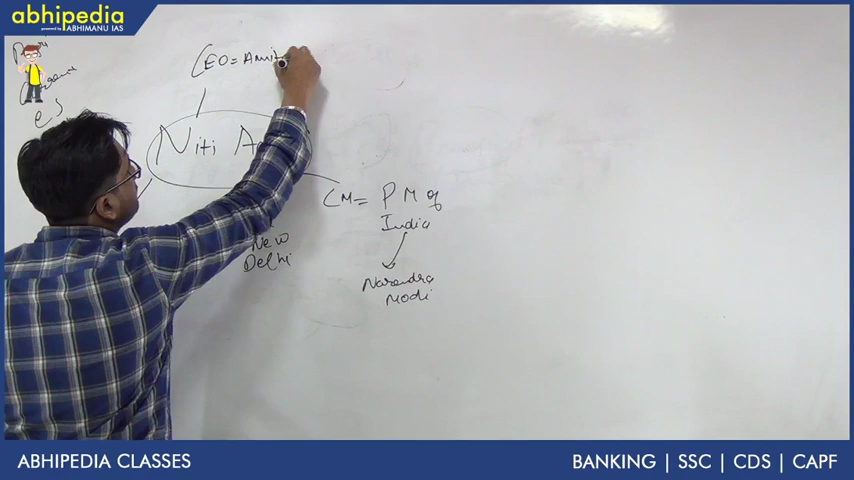 abhipedia
powered by ABHIMANU IAS
CEO = Amit
Niti
CM = PM of
India
New
Delhi
Narendra
Modi
ABHIPEDIA CLASSES
BANKING | SSC | CDS | CAPF